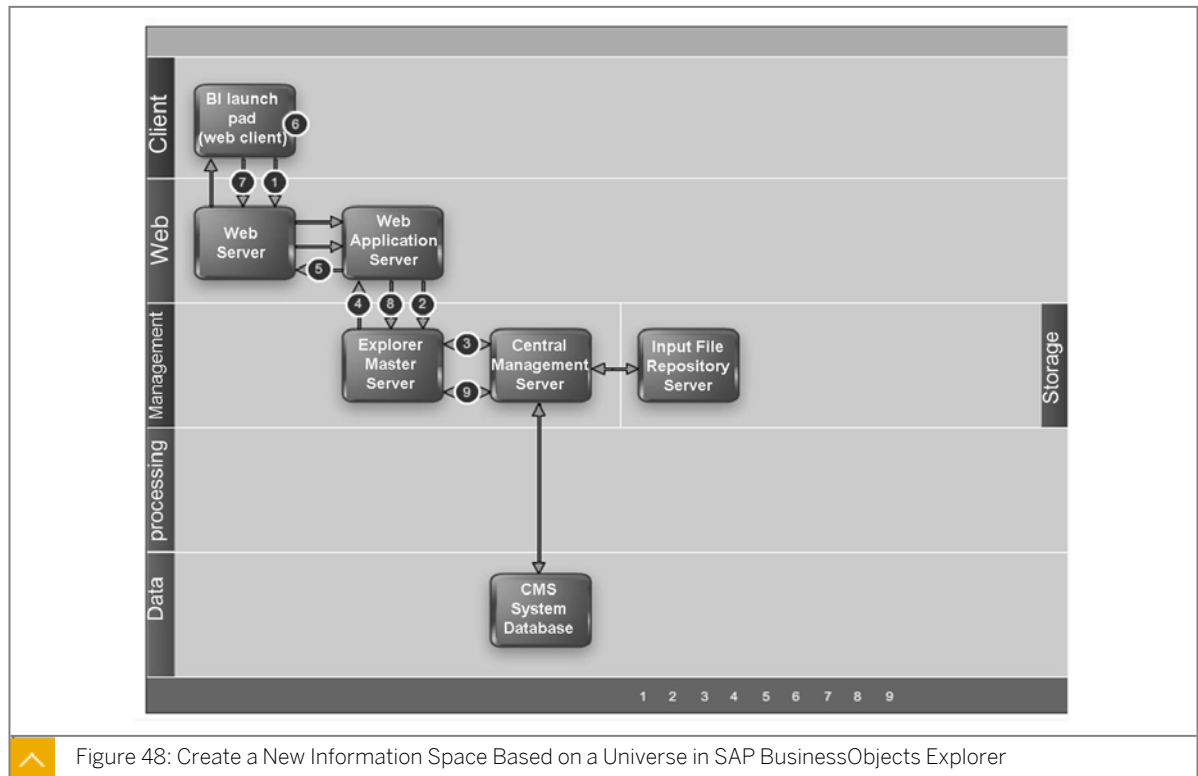 Client
BI launch
pad
(web client)
6
7
1
Web
Web
Server
Web
Application
Server
5
4
8
2
Management
Explorer
Master
Server
3
9
Central
Management
Server
Input File
Repository
Server
Storage
processing
Data
CMS
System
Database
1 2 3 4 5 6 7 8 9
Figure 48: Create a New Information Space Based on a Universe in SAP BusinessObjects Explorer